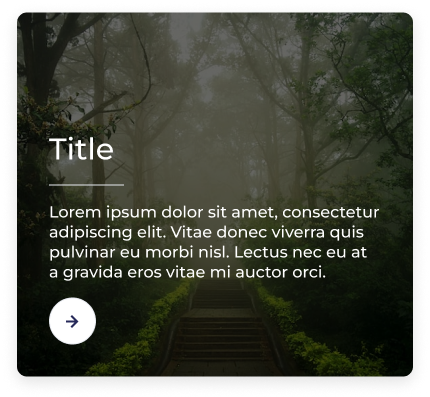 Title
Lorem ipsum dolor sit amet, consectetur
adipiscing elit. Vitae donec viverra quis
pulvinar eu morbi nisl. Lectus nec eu at
a gravida eros vitae mi auctor orci.